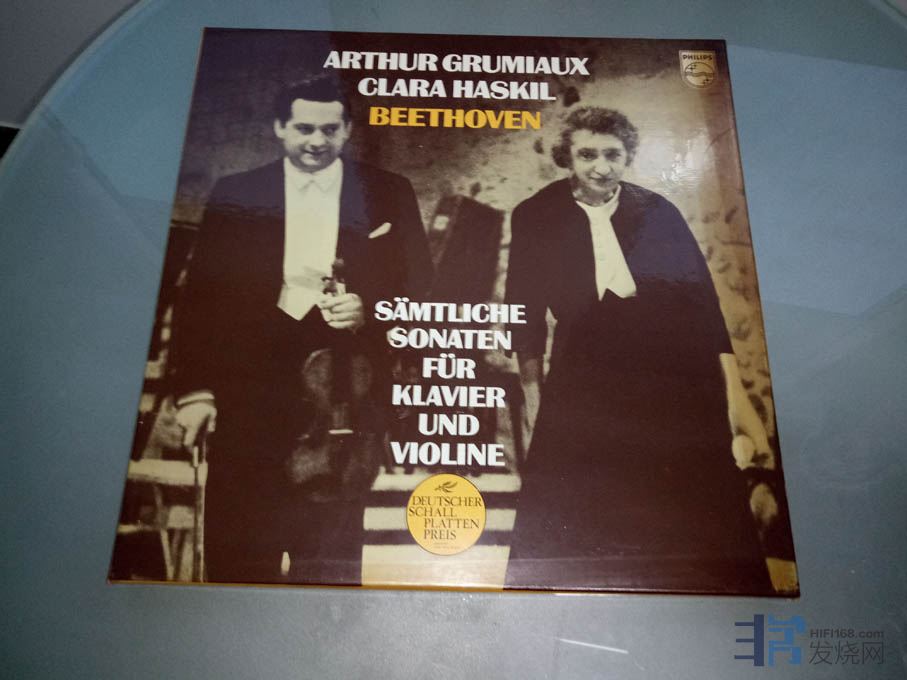 ARTHUR GRUMIAUX
CLARA HASKIL
BEETHOVEN
PHILIPS
SÄMTLICHE
SONATEN
FÜR
KLAVIER
UND
VIOLINE
DEUTSCHER
SCHALL
PLATTEN
PREIS
HIFI168.com
发烧网